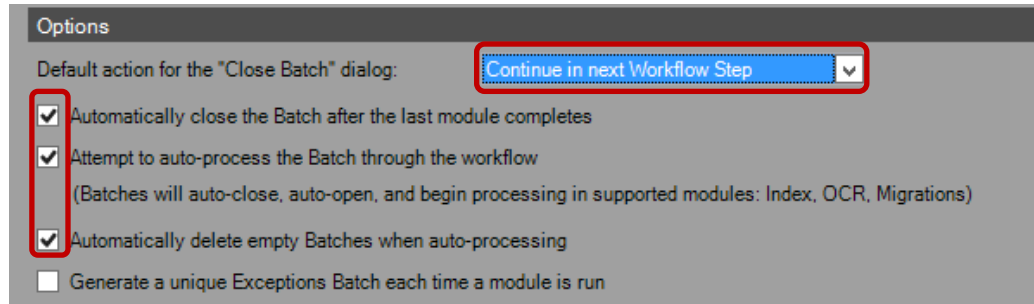 Options
Default action for the "Close Batch" dialog: Continue in next Workflow Step
Automatically close the Batch after the last module completes
Attempt to auto-process the Batch through the workflow
(Batches will auto-close, auto-open, and begin processing in supported modules: Index, OCR, Migrations)
Automatically delete empty Batches when auto-processing
Generate a unique Exceptions Batch each time a module is run